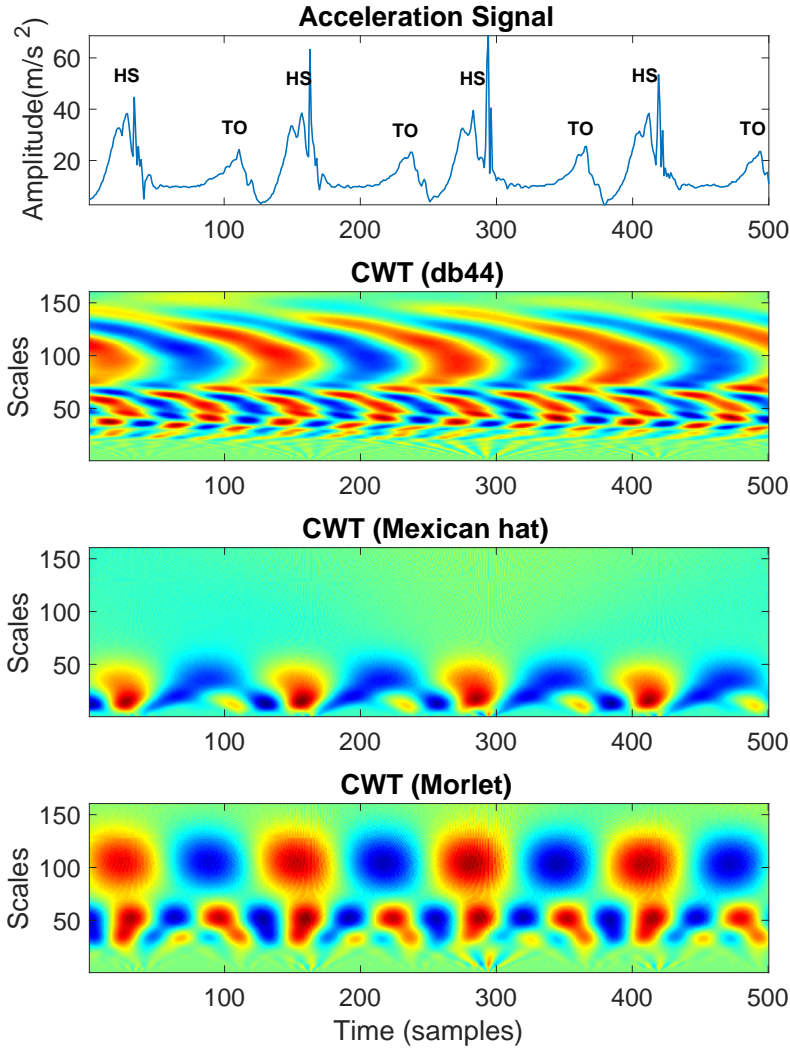 Acceleration Signal
Amplitude(m/s 2)
60
40
20
HS
TO
HS
TO
HS
TO
HS
TO
100
200
300
400
500
CWT (db44)
Scales
150
100
50
100
200
300
400
500
CWT (Mexican hat)
Scales
150
100
50
100
200
300
400
500
CWT (Morlet)
Scales
150
100
50
100
200
300
400
500
Time (samples)